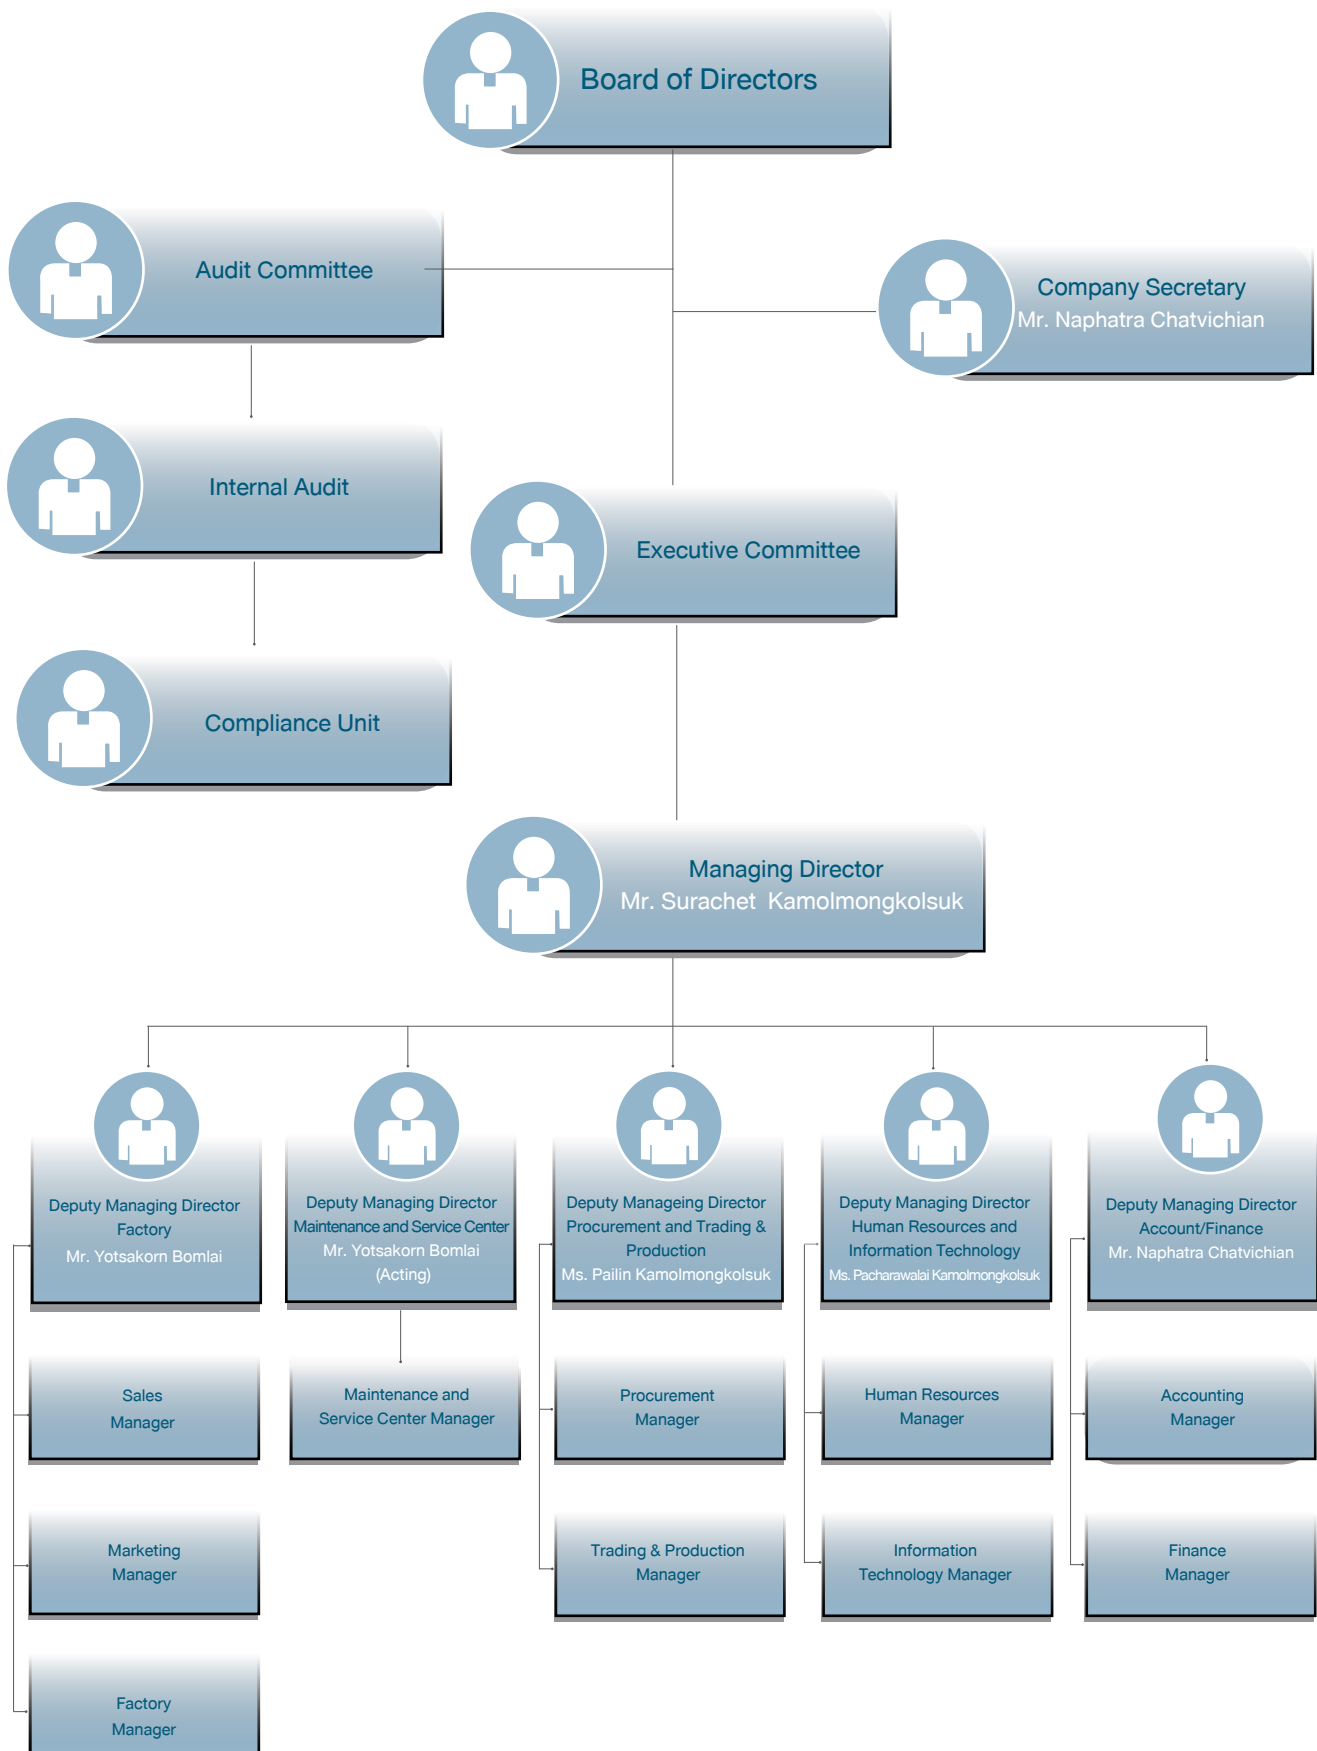 Board of Directors
Audit Committee
Company Secretary
Mr. Naphatra Chatvichian
Internal Audit
Executive Committee
Compliance Unit
Managing Director
Mr. Surachet Kamolmongkolsuk
Deputy Managing Director
Factory
Mr. Yotsakorn Bomlai
Deputy Managing Director
Maintenance and Service Center
Mr. Yotsakorn Bomlai
(Acting)
Deputy Manageing Director
Procurement and Trading &
Production
Ms. Pailin Kamolmongkolsuk
Deputy Managing Director
Human Resources and
Information Technology
Ms. Pacharawalai Kamolmongkolsuk
Deputy Managing Director
Account/Finance
Mr. Naphatra Chatvichian
Sales
Manager
Maintenance and
Service Center Manager
Procurement
Manager
Human Resources
Manager
Accounting
Manager
Marketing
Manager
Trading & Production
Manager
Information
Technology Manager
Finance
Manager
Factory
Manager